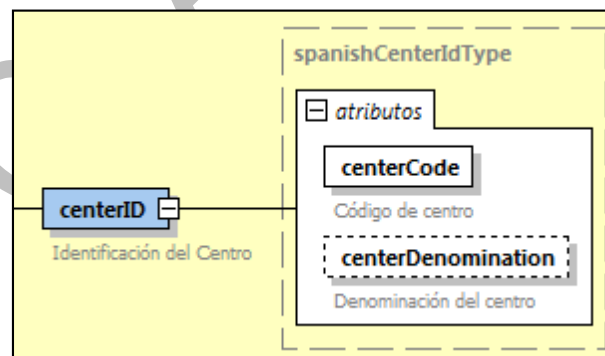 spanishCenterIdType
atributos
centerCode
Código de centro
centerID
Identificación del Centro
centerDenomination
Denominación del centro